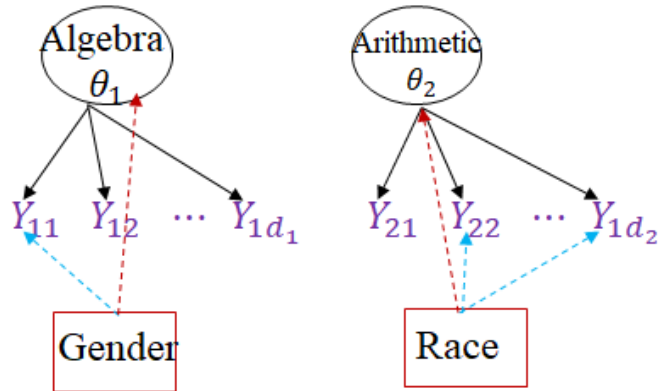 Algebra
θ₁
Arithmetic
θ₂
Y₁₁ Y₁₂ ⋯ Y₁d₁
Y₂₁ Y₂₂ ⋯ Y₁d₂
Gender
Race